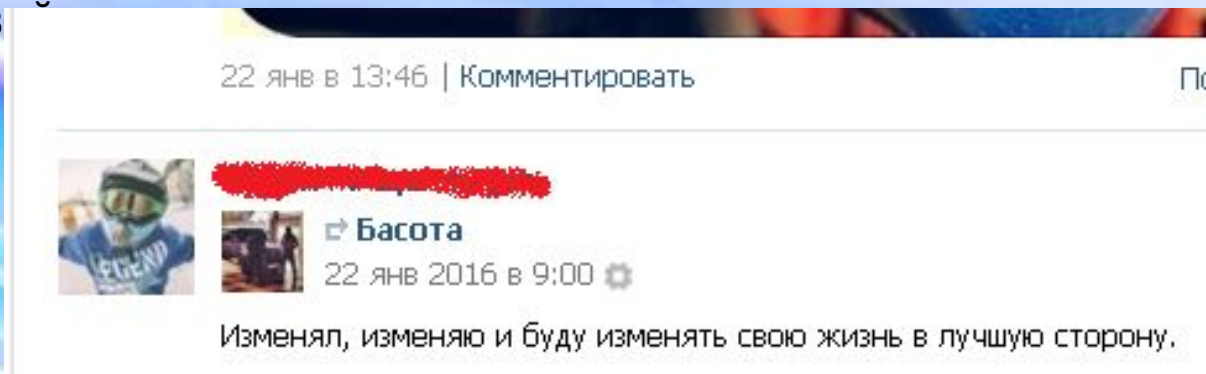 22 янв в 13:46 | Комментировать
Басота
22 янв 2016 в 9:00
Изменял, изменяю и буду изменять свою жизнь в лучшую сторону.
LEGEND